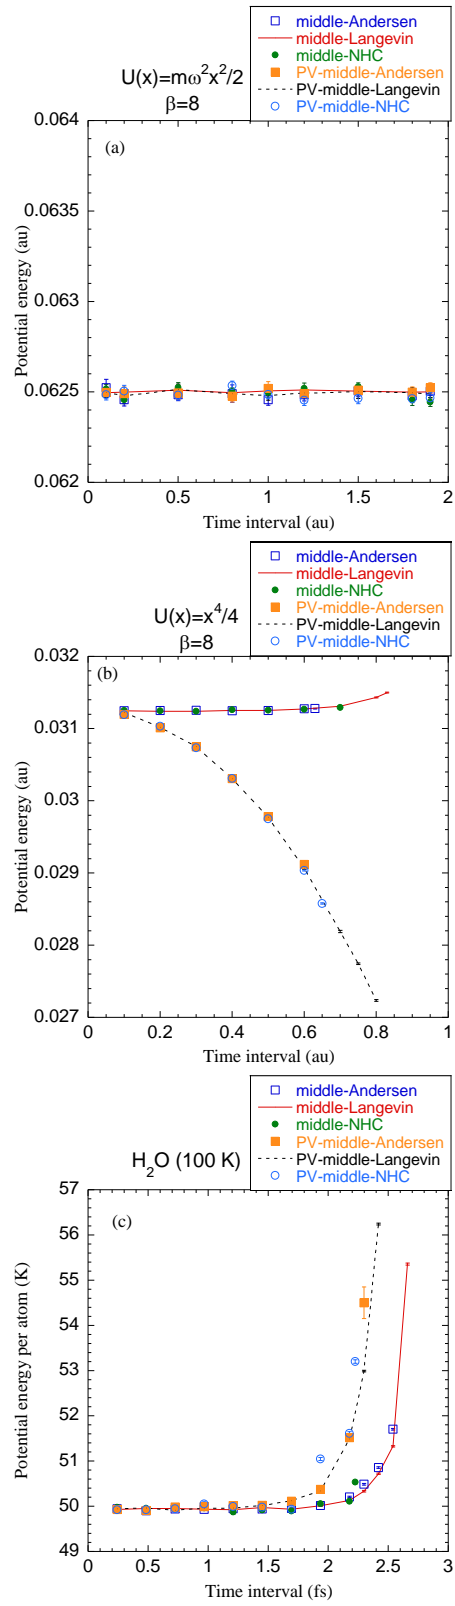 middle-Andersen
middle-Langevin
middle-NHC
PV-middle-Andersen
PV-middle-Langevin
PV-middle-NHC
U(x)=mω²x²/2
β=8
(a)
0.064
0.0635
0.063
0.0625
0.062
Potential energy (au)
0 0.5 1 1.5 2
Time interval (au)
middle-Andersen
middle-Langevin
middle-NHC
PV-middle-Andersen
PV-middle-Langevin
PV-middle-NHC
U(x)=x⁴/4
β=8
(b)
0.032
0.031
0.03
0.029
0.028
0.027
Potential energy (au)
0 0.2 0.4 0.6 0.8 1
Time interval (au)
middle-Andersen
middle-Langevin
middle-NHC
PV-middle-Andersen
PV-middle-Langevin
PV-middle-NHC
H₂O (100 K)
(c)
57
56
55
54
53
52
51
50
49
Potential energy per atom (K)
0 0.5 1 1.5 2 2.5 3
Time interval (fs)